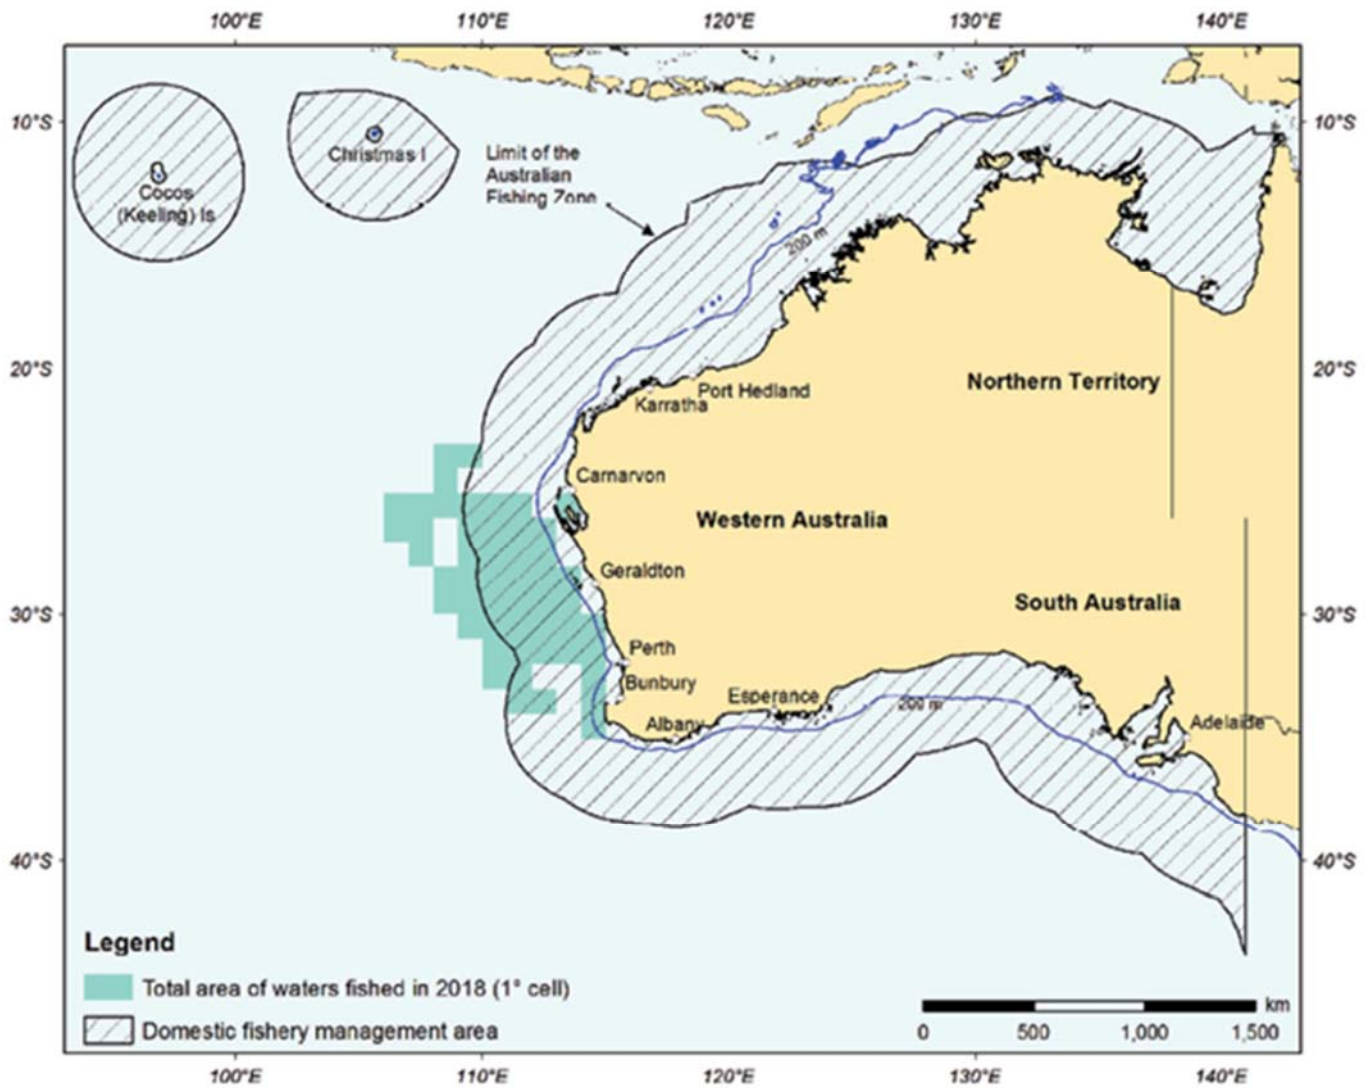 100°E 110°E 120°E 130°E 140°E
10°S 10°S
Christmas I
Cocos
(Keeling) Is
Limit of the
Australian
Fishing Zone
200 m
20°S 20°S
Northern Territory
Port Hedland
Karratha
Carnarvon
Western Australia
Geraldton
South Australia
30°S 30°S
Perth
Bunbury
Esperance
200 m
Albany
Adelaide
40°S 40°S
Legend
Total area of waters fished in 2018 (1° cell)
Domestic fishery management area
km
0 500 1,000 1,500
100°E 110°E 120°E 130°E 140°E